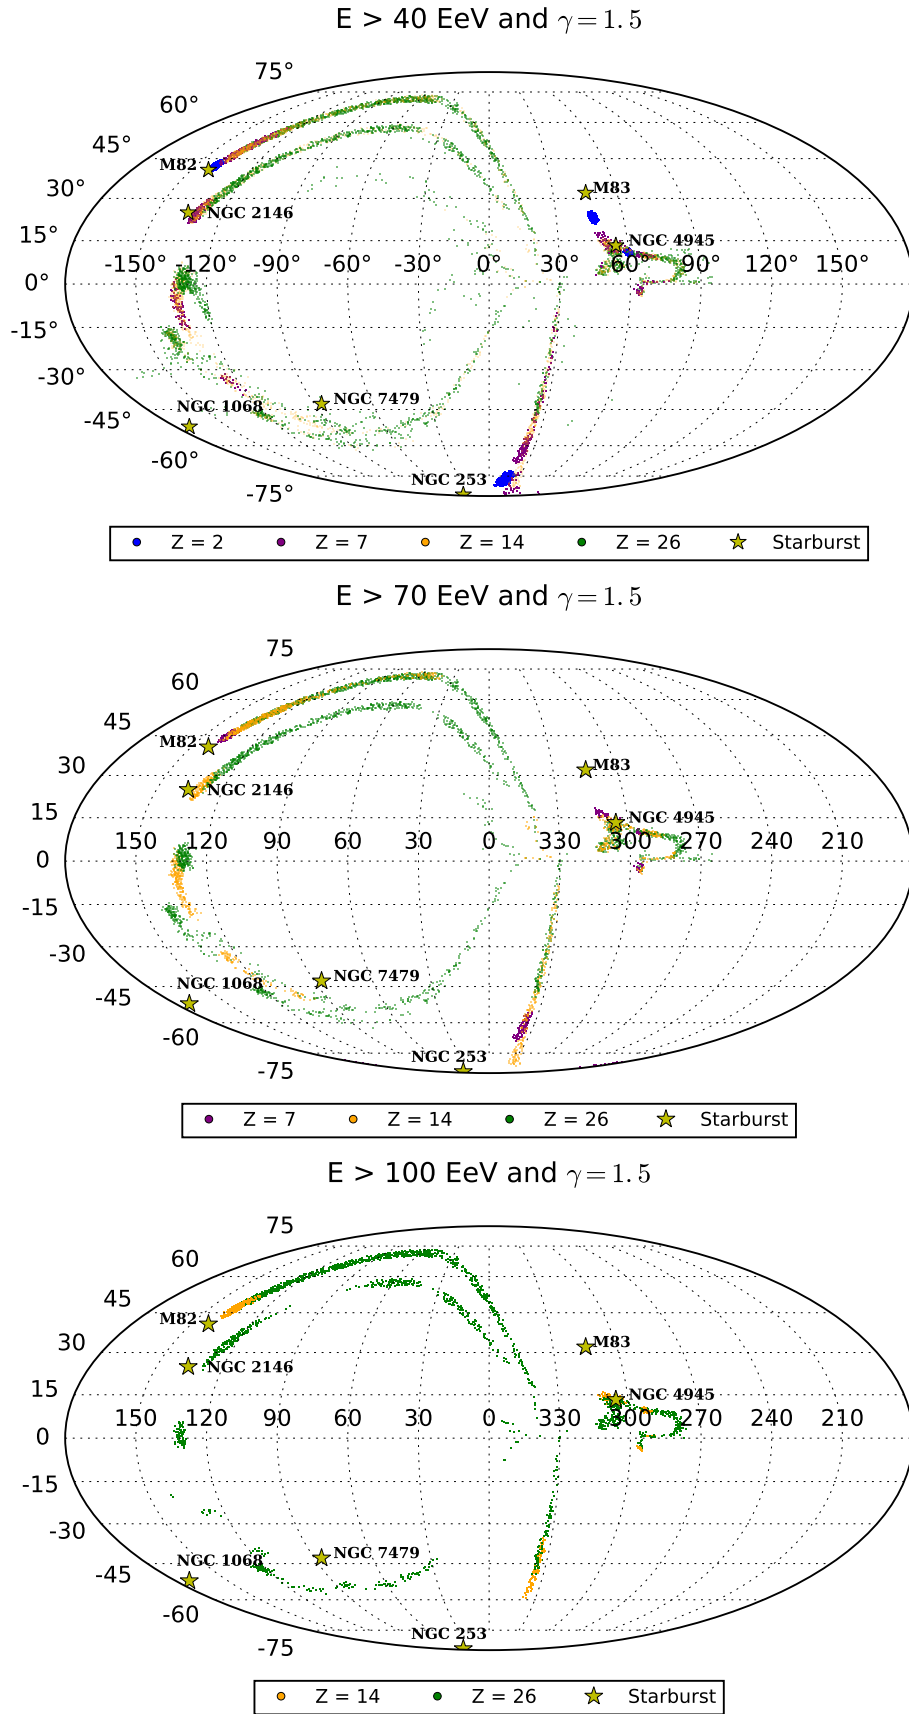 E > 40 EeV and γ = 1.5
75°
60°
45°
M82
30°
M83
NGC 2146
15°
NGC 4945
-150° -120° -90° -60° -30° 0° 30° 60° 90° 120° 150°
0°
-15°
-30°
NGC 7479
NGC 1068
-45°
-60°
NGC 253
-75°
Z = 2 Z = 7 Z = 14 Z = 26 Starburst
E > 70 EeV and γ = 1.5
75
60
45
M82
30
M83
NGC 2146
15
NGC 4945
150 120 90 60 30 0 330 300 270 240 210
0
-15
-30
NGC 7479
NGC 1068
-45
-60
NGC 253
-75
Z = 7 Z = 14 Z = 26 Starburst
E > 100 EeV and γ = 1.5
75
60
45
M82
30
M83
NGC 2146
15
NGC 4945
150 120 90 60 30 0 330 300 270 240 210
0
-15
-30
NGC 7479
NGC 1068
-45
-60
NGC 253
-75
Z = 14 Z = 26 Starburst